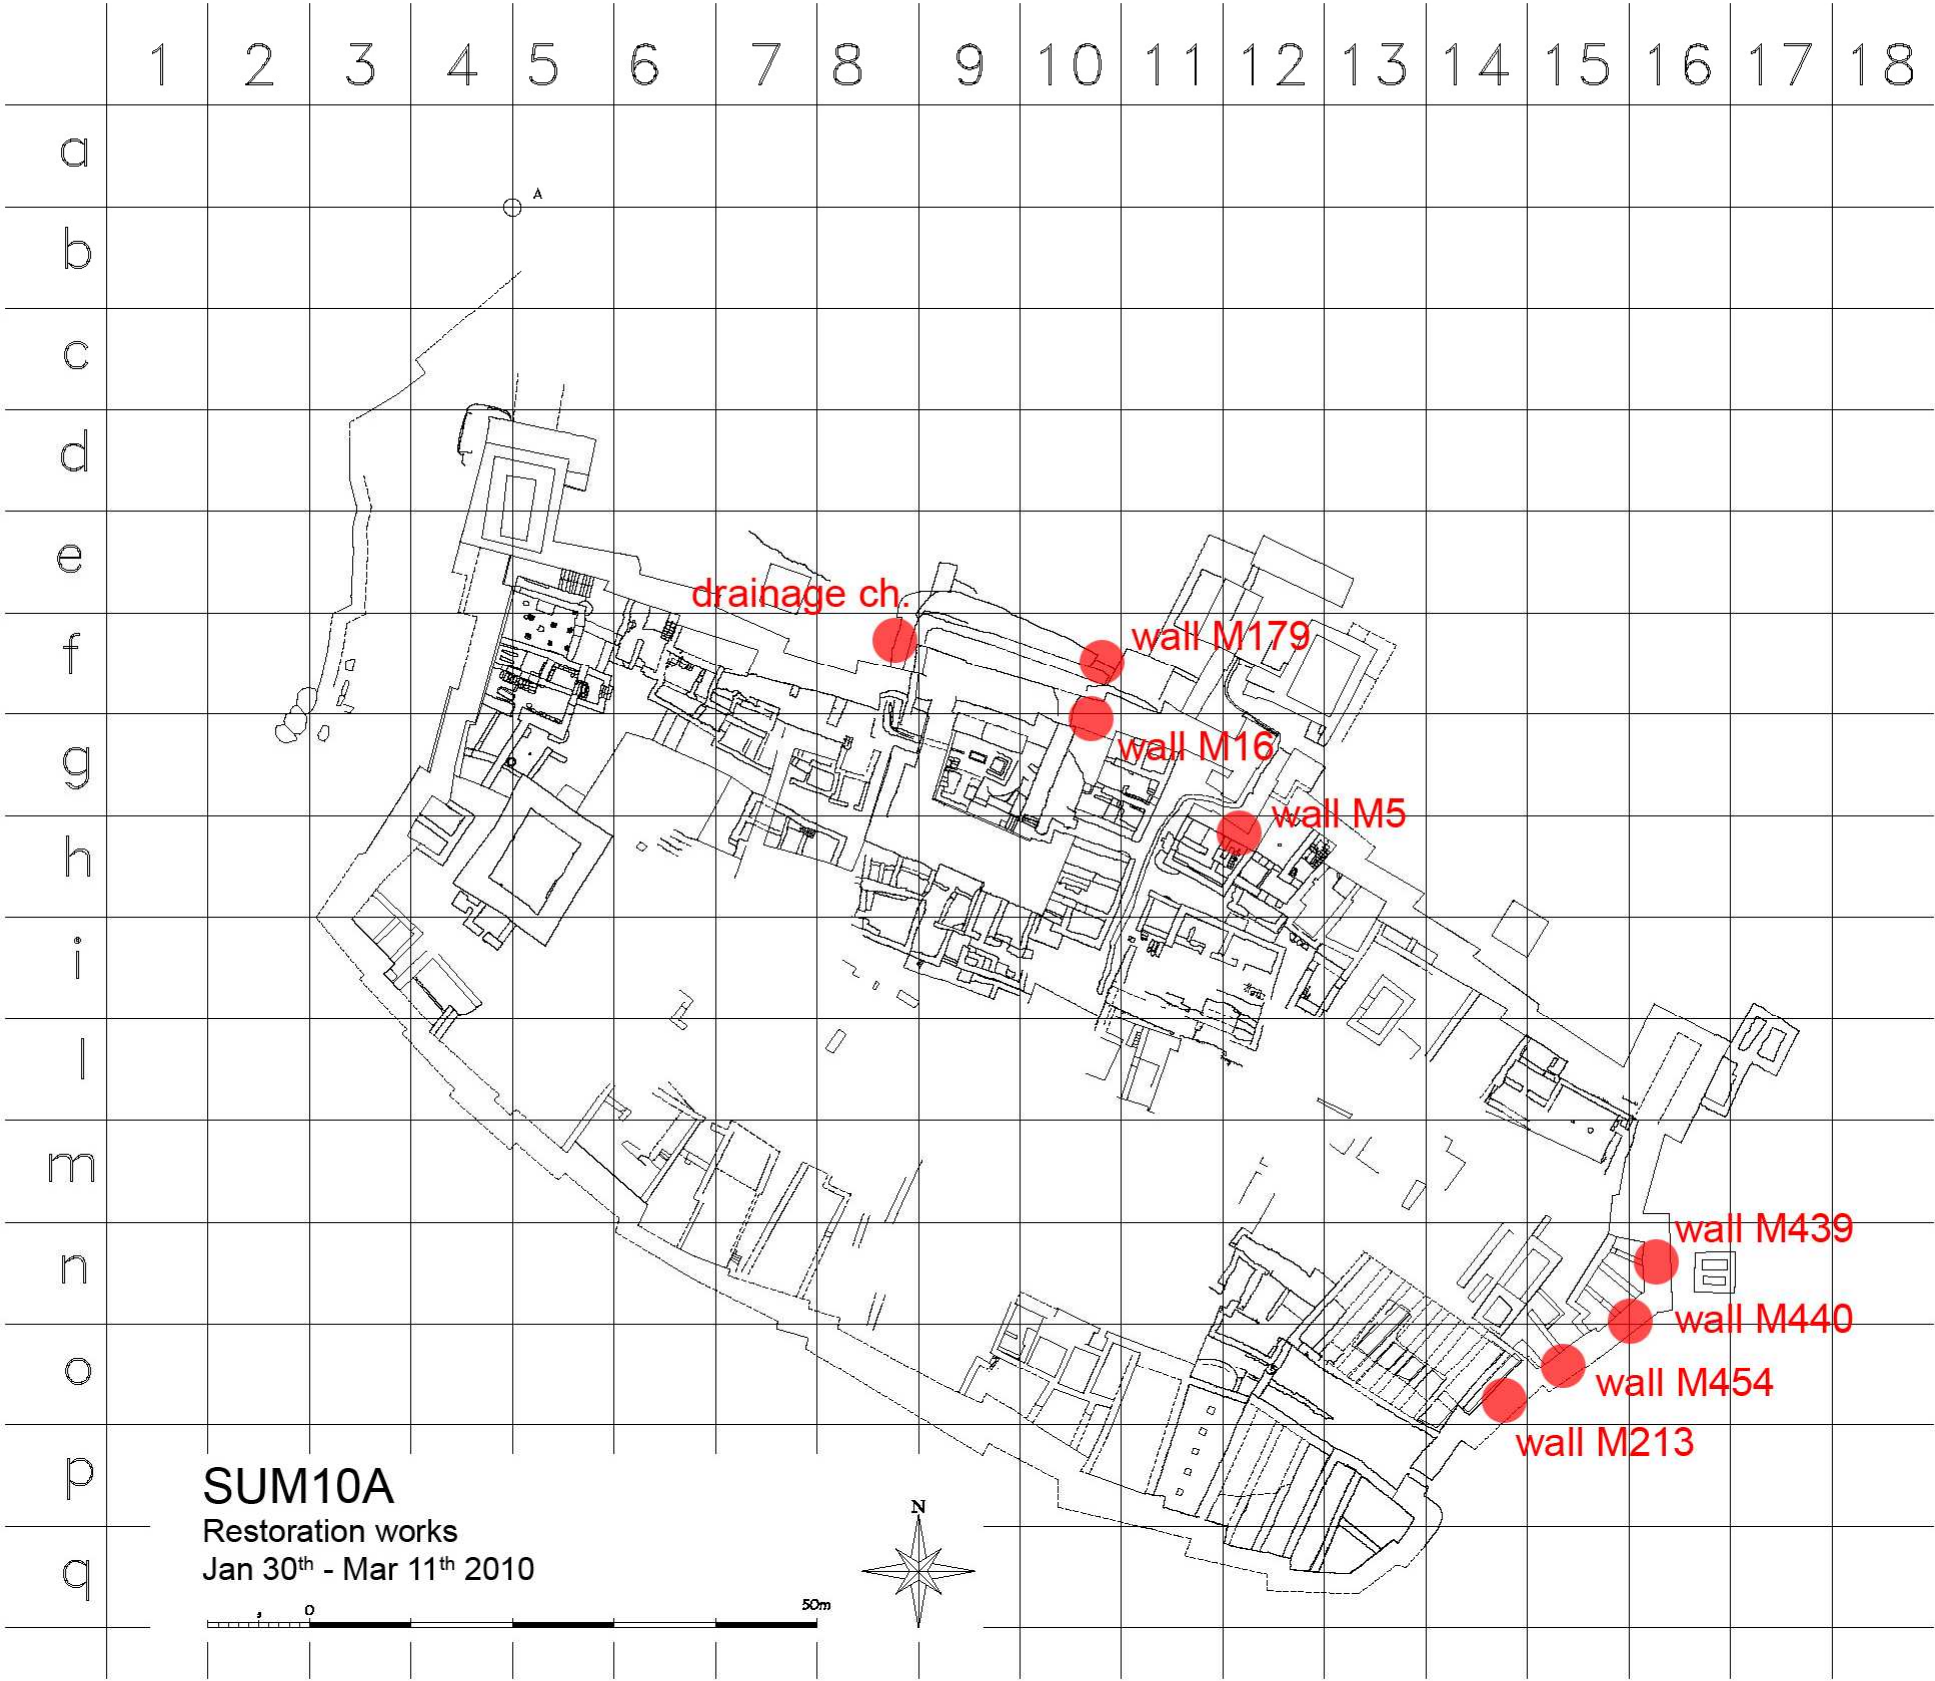 1 2 3 4 5 6 7 8 9 10 11 12 13 14 15 16 17 18
a
A
b
c
d
e
drainage ch.
f
wall M179
g
wall M16
wall M5
h
i
l
m
n
wall M439
wall M440
o
wall M454
wall M213
p
SUM10A
Restoration works
Jan 30th - Mar 11th 2010
N
q
5 0 50m